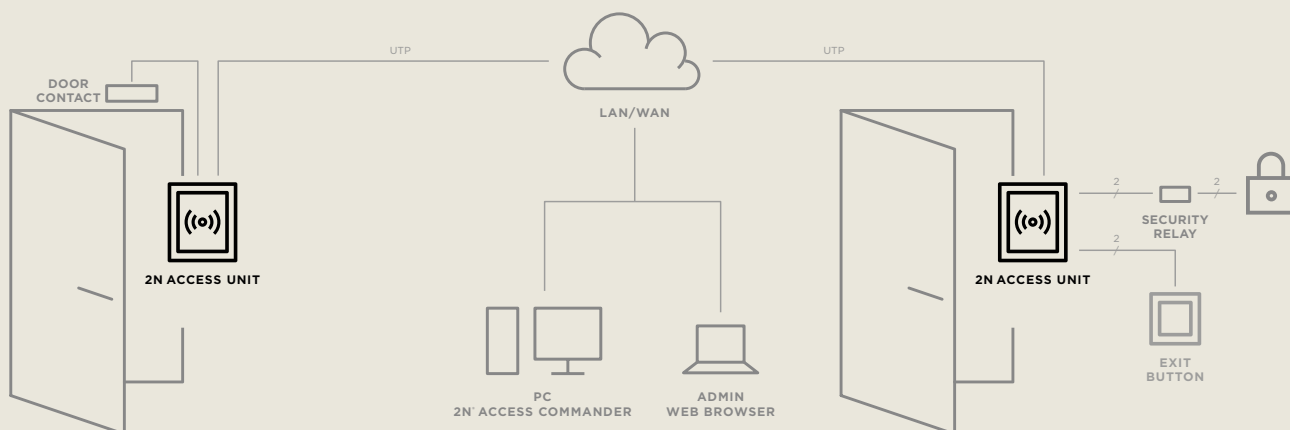 UTP
UTP
DOOR
CONTACT
LAN/WAN
2
2
SECURITY
RELAY
2
2N ACCESS UNIT
2N ACCESS UNIT
EXIT
BUTTON
PC
2N® ACCESS COMMANDER
ADMIN
WEB BROWSER